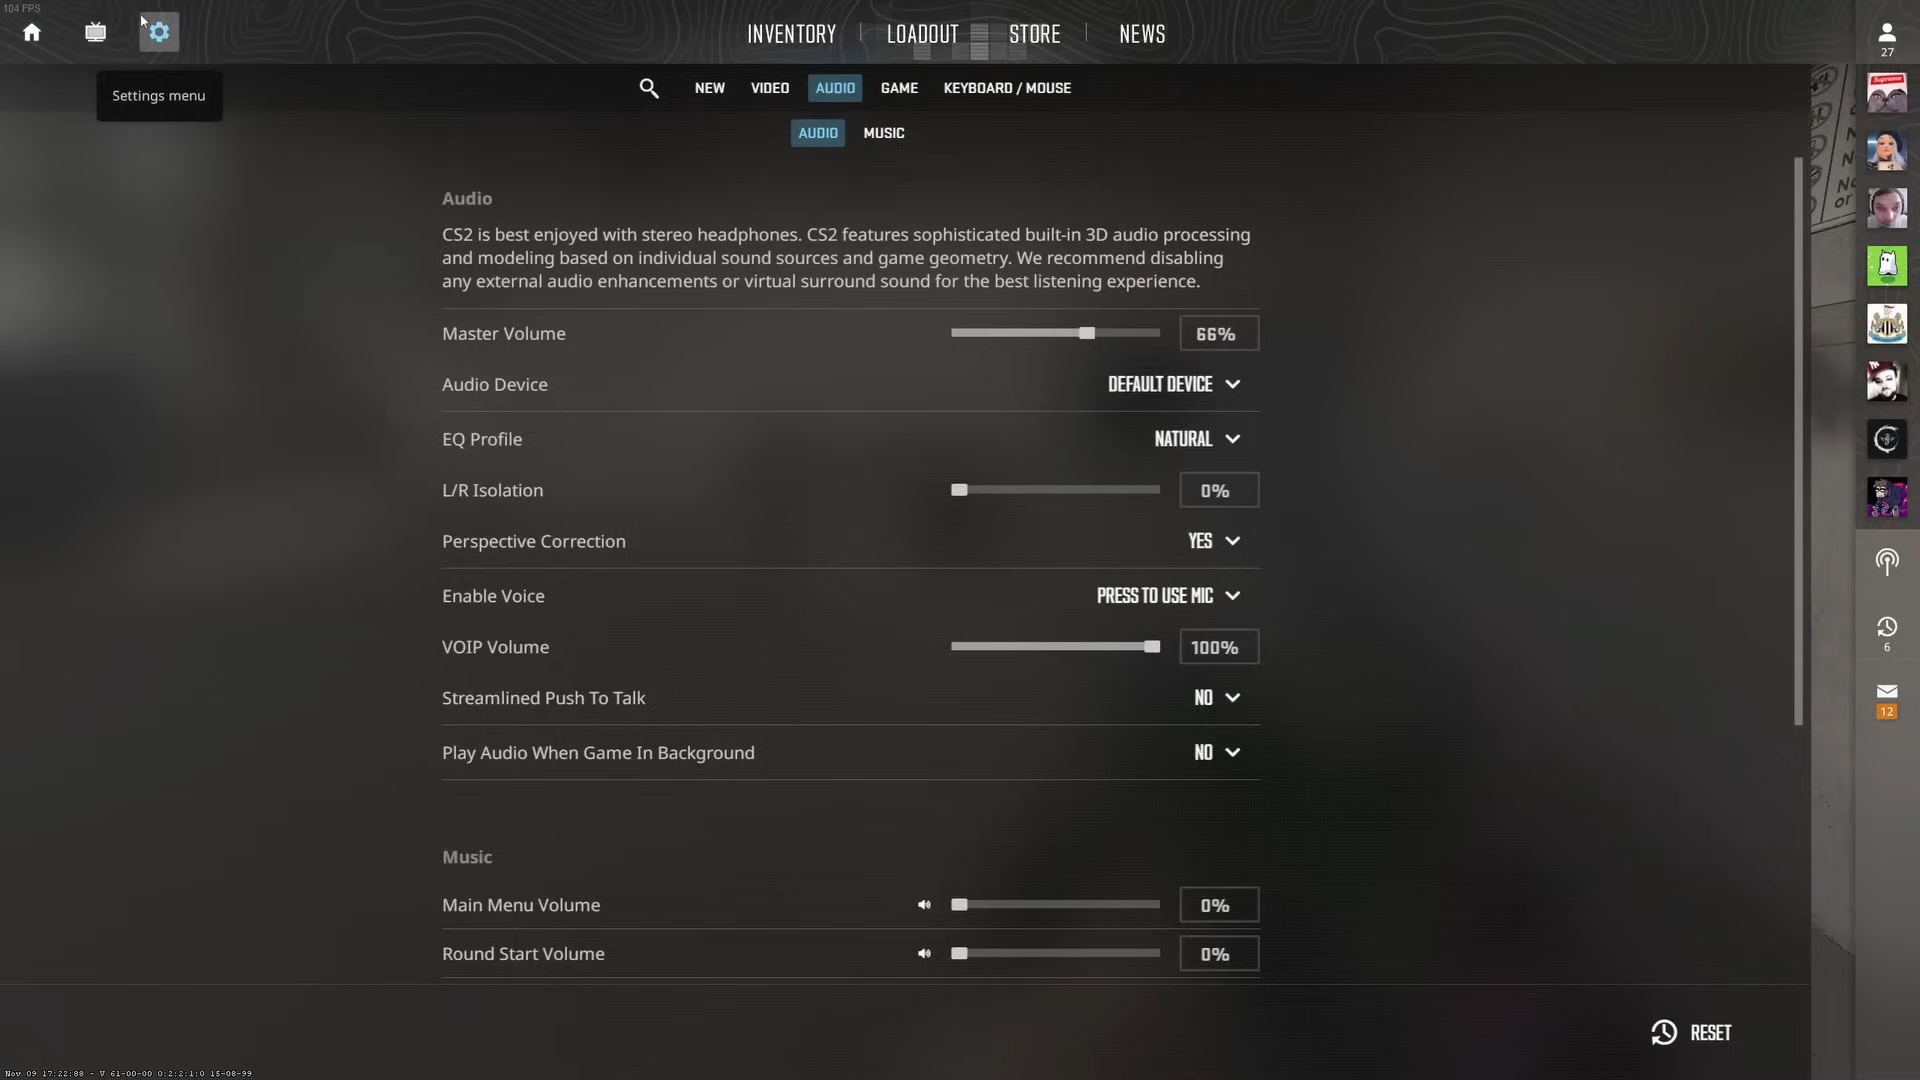 104 FPS
INVENTORY
LOADOUT
STORE
NEWS
27
Settings menu
NEW
VIDEO
AUDIO
GAME
KEYBOARD / MOUSE
AUDIO
MUSIC
Audio
CS2 is best enjoyed with stereo headphones. CS2 features sophisticated built-in 3D audio processing
and modeling based on individual sound sources and game geometry. We recommend disabling
any external audio enhancements or virtual surround sound for the best listening experience.
Master Volume
66%
Audio Device
DEFAULT DEVICE
EQ Profile
NATURAL
L/R Isolation
0%
Perspective Correction
YES
Enable Voice
PRESS TO USE MIC
VOIP Volume
100%
Streamlined Push To Talk
NO
Play Audio When Game In Background
NO
Music
Main Menu Volume
0%
Round Start Volume
0%
RESET
Supreme
6
12